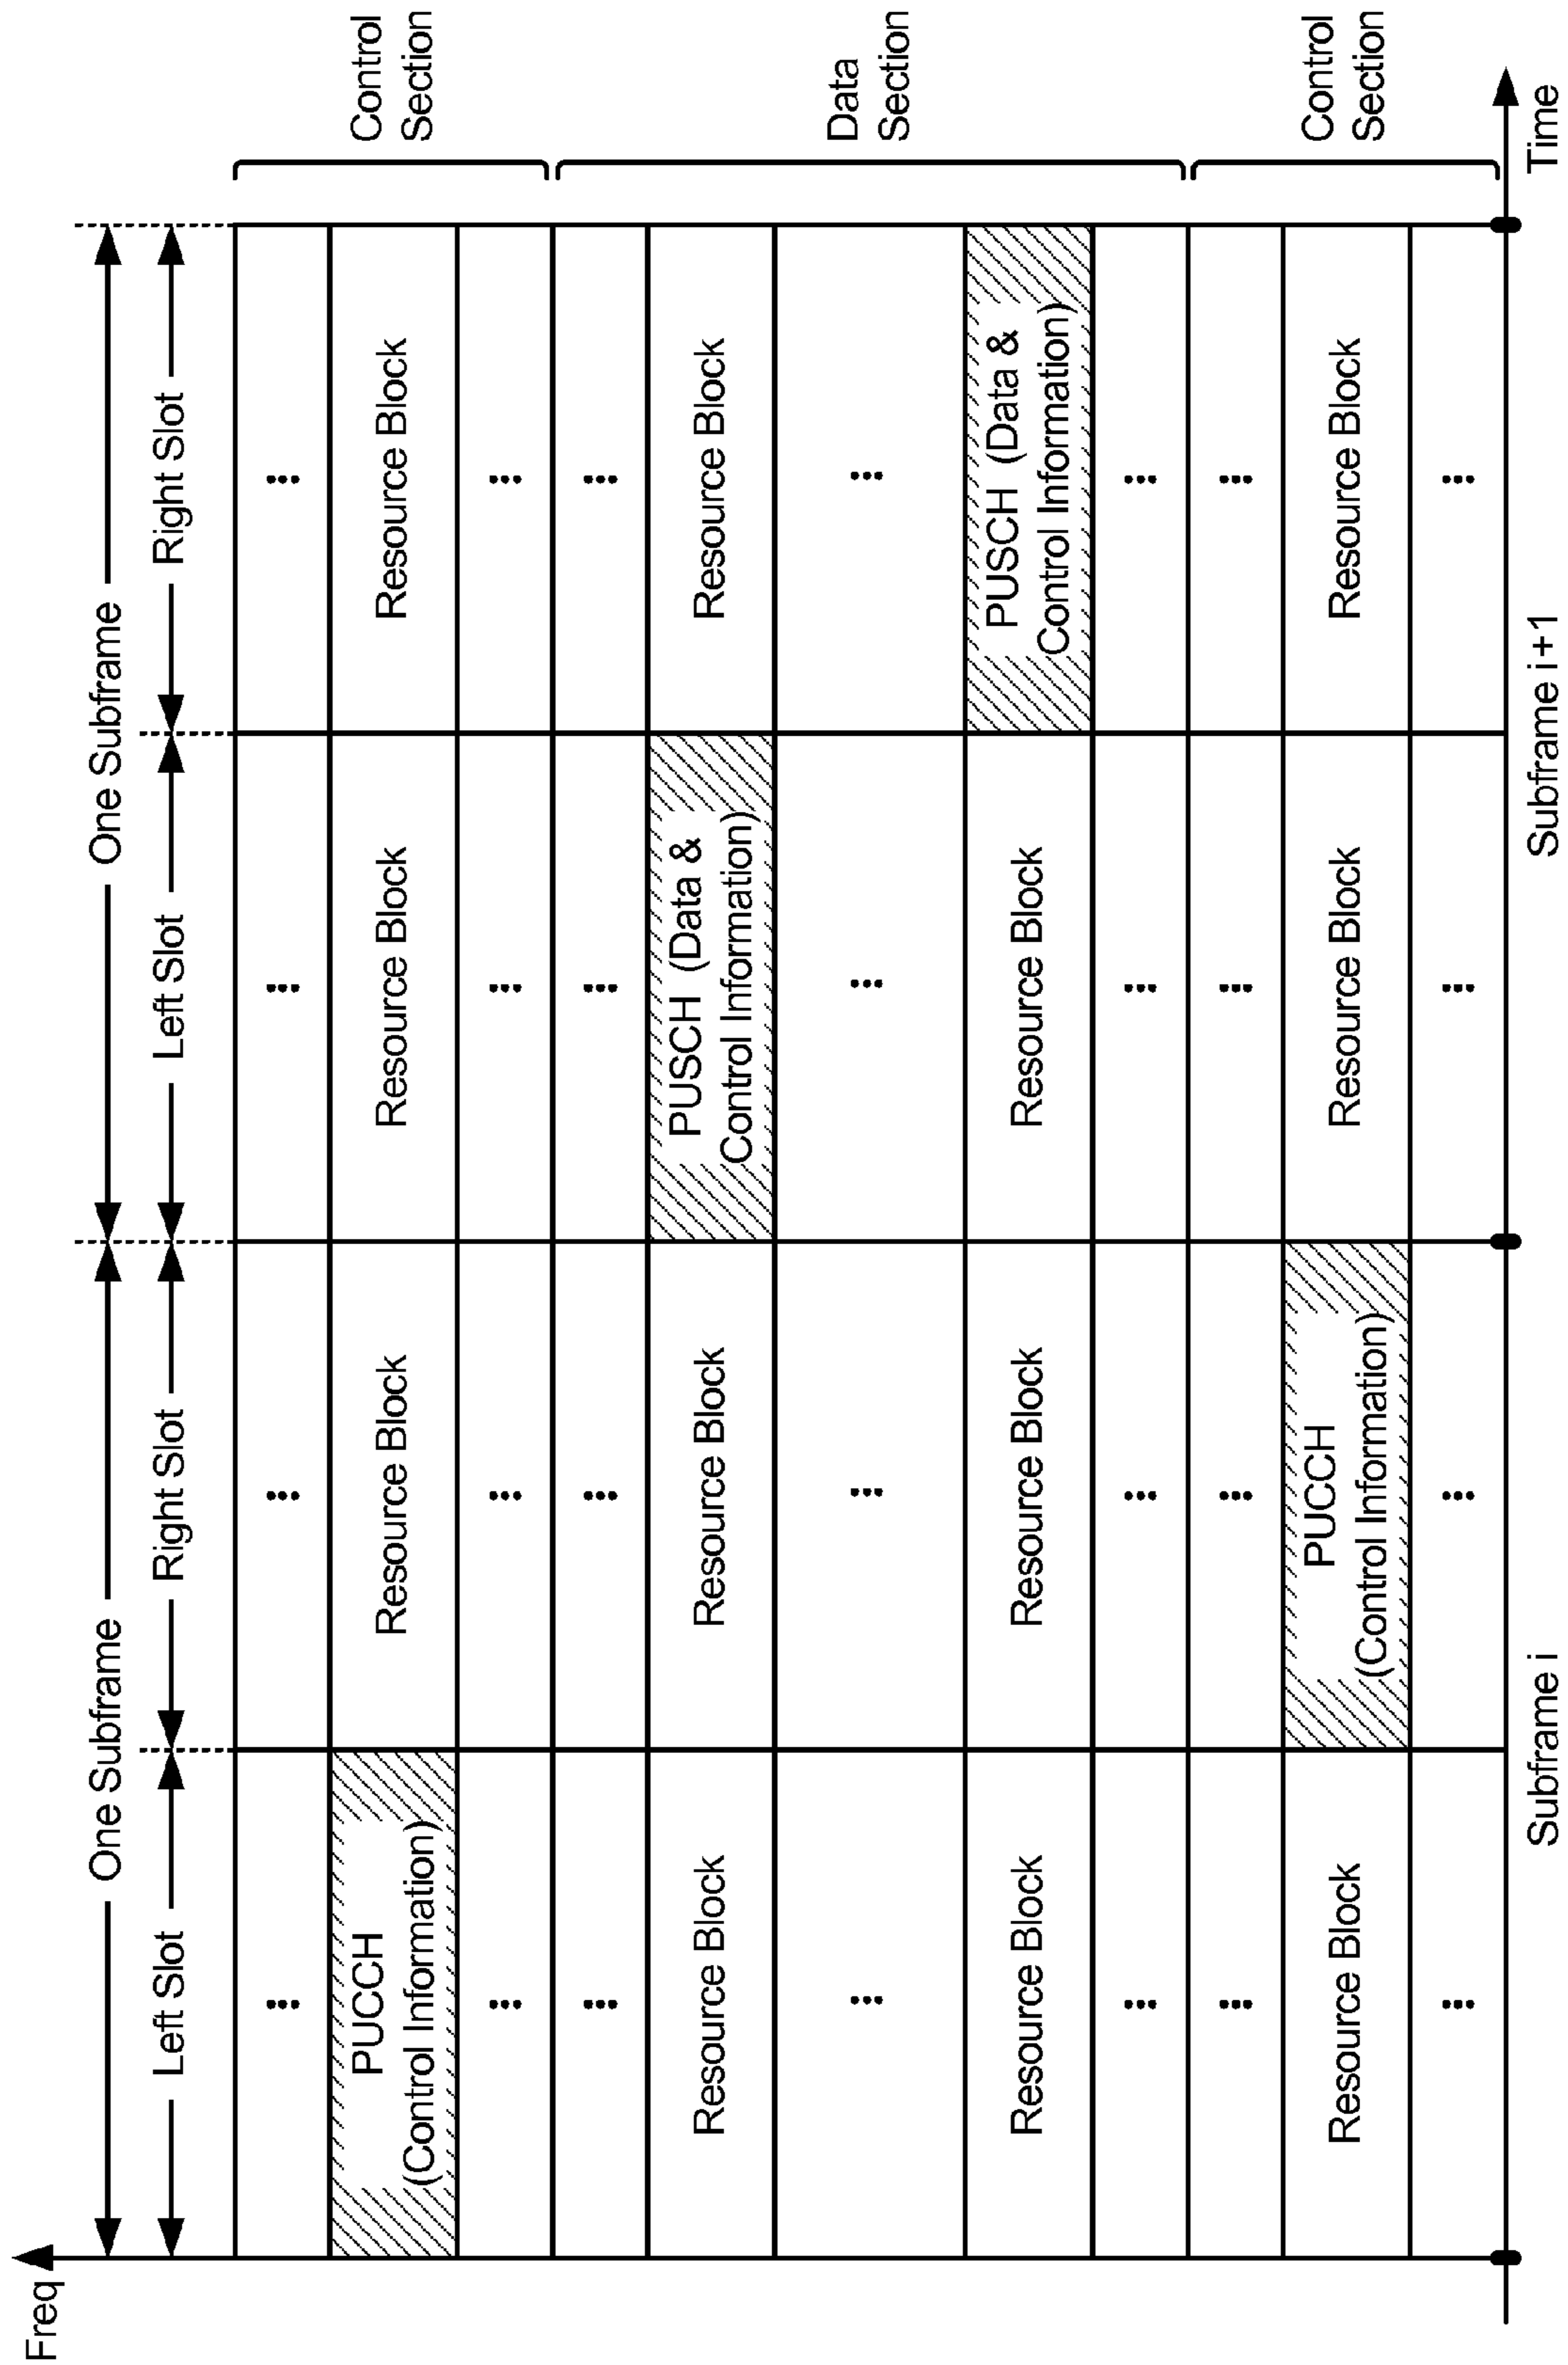 Freq
One Subframe
One Subframe
Left Slot
Right Slot
Left Slot
Right Slot
... ... ... ...
PUCCH
(Control Information)
Resource Block
Resource Block
Resource Block
Control
Section
... ... ... ...
... ... ... ...
Resource Block
Resource Block
PUSCH (Data &
Control Information)
Resource Block
... ... ... ...
Data
Section
Resource Block
Resource Block
Resource Block
PUSCH (Data &
Control Information)
... ... ... ...
... ... ... ...
Resource Block
PUCCH
(Control Information)
Resource Block
Resource Block
Control
Section
... ... ... ...
Subframe i
Subframe i+1
Time